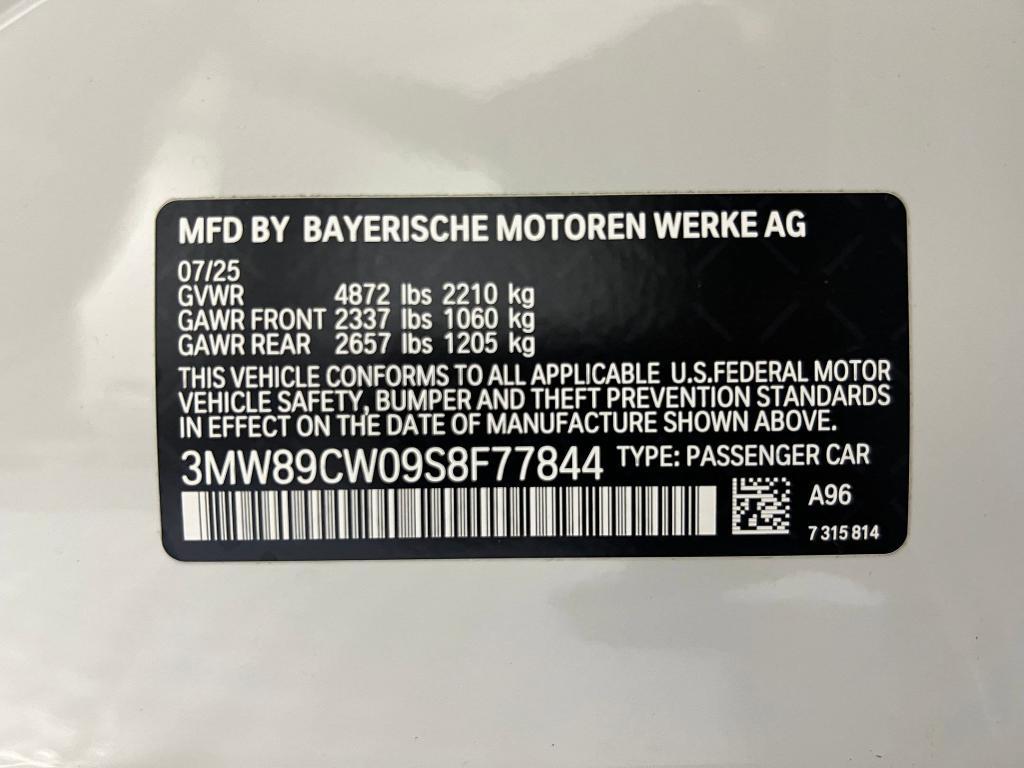 MFD BY BAYERISCHE MOTOREN WERKE AG
07/25
GVWR 4872 lbs 2210 kg
GAWR FRONT 2337 lbs 1060 kg
GAWR REAR 2657 lbs 1205 kg
THIS VEHICLE CONFORMS TO ALL APPLICABLE U.S.FEDERAL MOTOR
VEHICLE SAFETY, BUMPER AND THEFT PREVENTION STANDARDS
IN EFFECT ON THE DATE OF MANUFACTURE SHOWN ABOVE.
3MW89CW09S8F77844 TYPE: PASSENGER CAR
A96
7 315 814